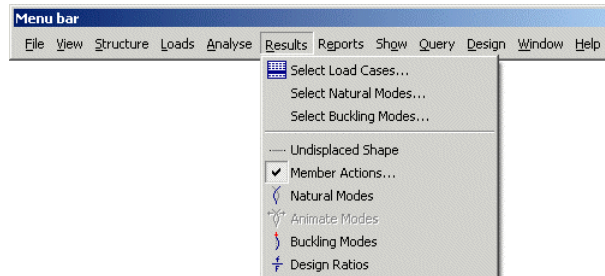 Menu bar
File View Structure Loads Analyse Results Reports Show Query Design Window Help
Select Load Cases...
Select Natural Modes...
Select Buckling Modes...
Undisplaced Shape
Member Actions...
Natural Modes
Animate Modes
Buckling Modes
Design Ratios